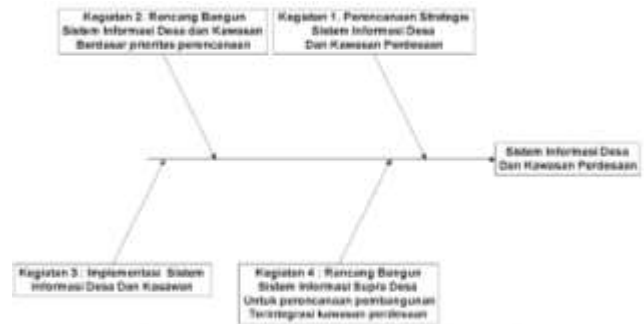 Kegiatan 2. Rancang Bangun
Sistem Informasi Desa dan Kawasan
Berdasar prioritas perencanaan
Kegiatan 1. Perencanaan Strategis
Sistem Informasi Desa
Dan Kawasan Perdesaan
Sistem Informasi Desa
Dan Kawasan Perdesaan
Kegiatan 3 : Implementasi Sistem
Informasi Desa Dan Kasawan
Kegiatan 4 : Rancang Bangun
Sistem Informasi Supra Desa
Untuk perencanaan pembangunan
Terintegrasi kawasan perdesaan